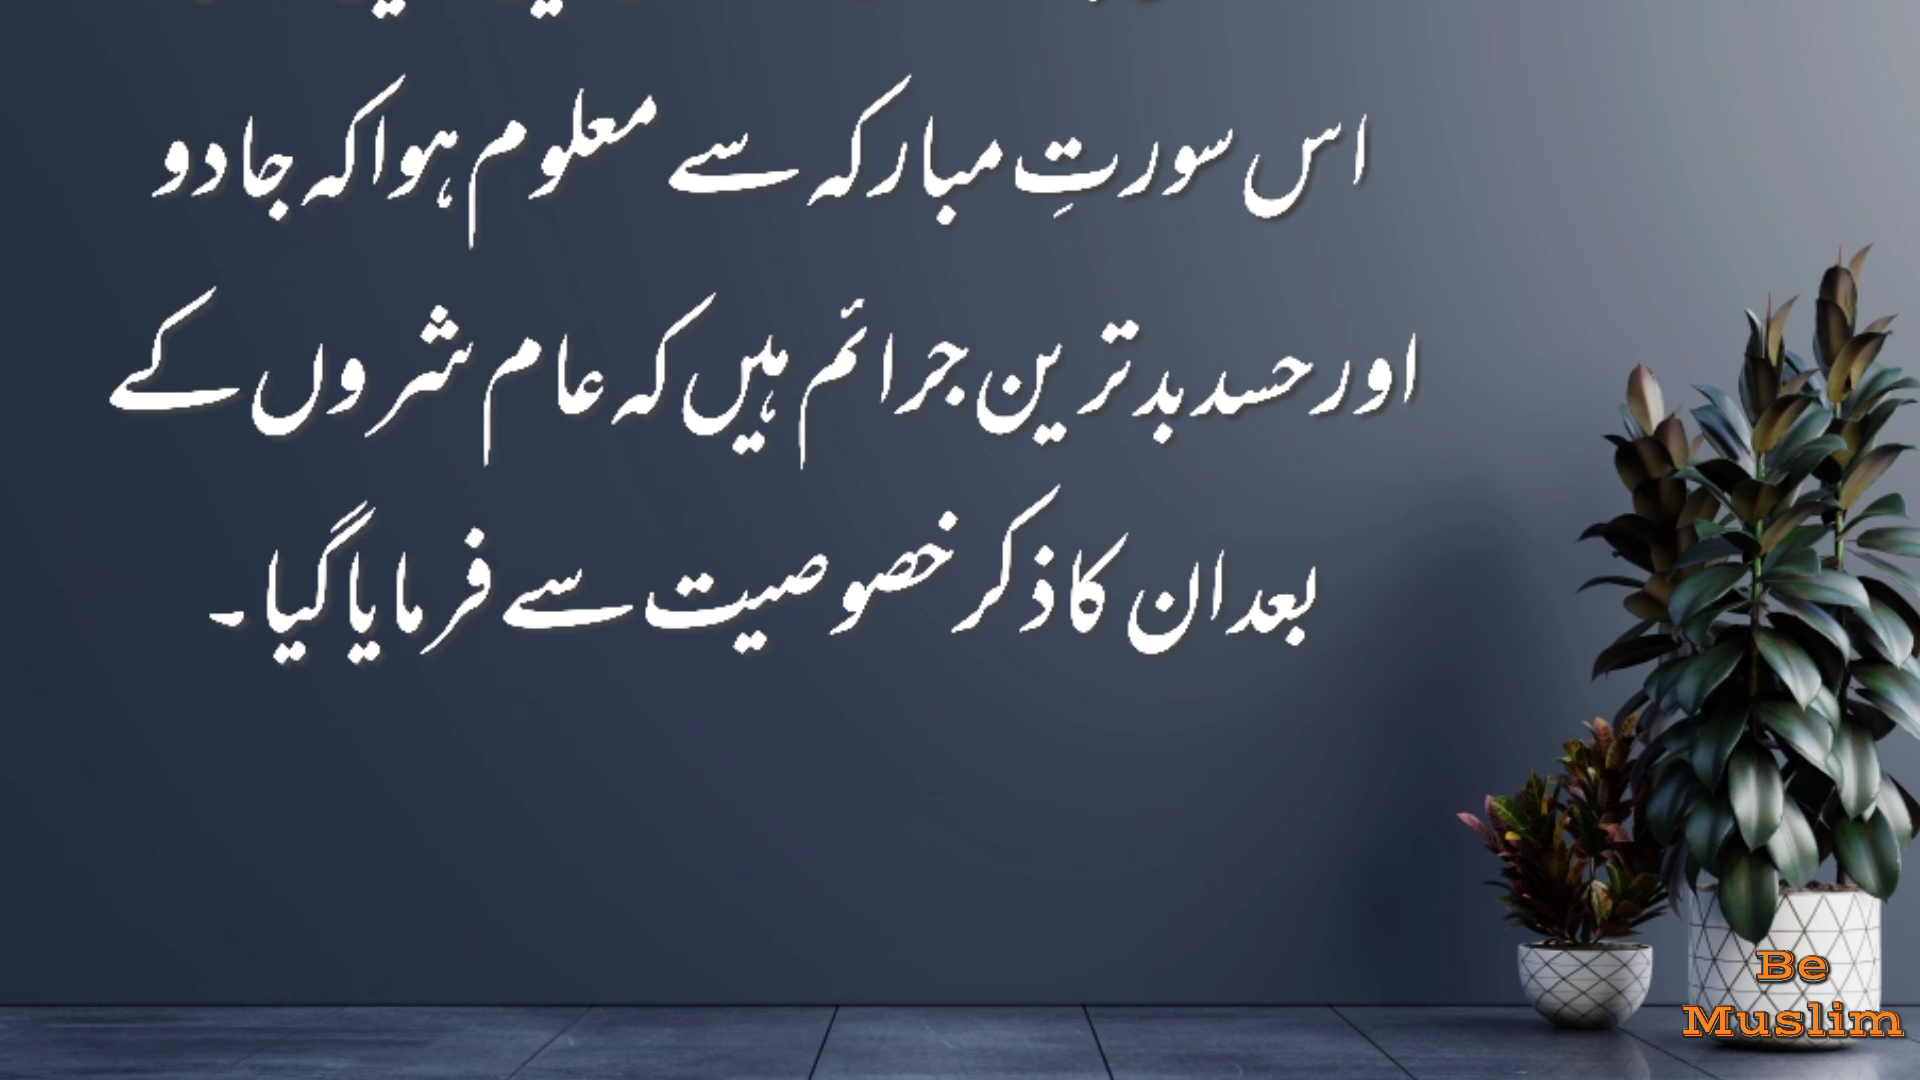 اس سورتِ مبارکہ سے معلوم ہوا کہ جادو
اور حسد بدترین جرائم ہیں کہ عام شروں کے
بعد ان کا ذکر خصوصیت سے فرمایا گیا۔
Be
Muslim